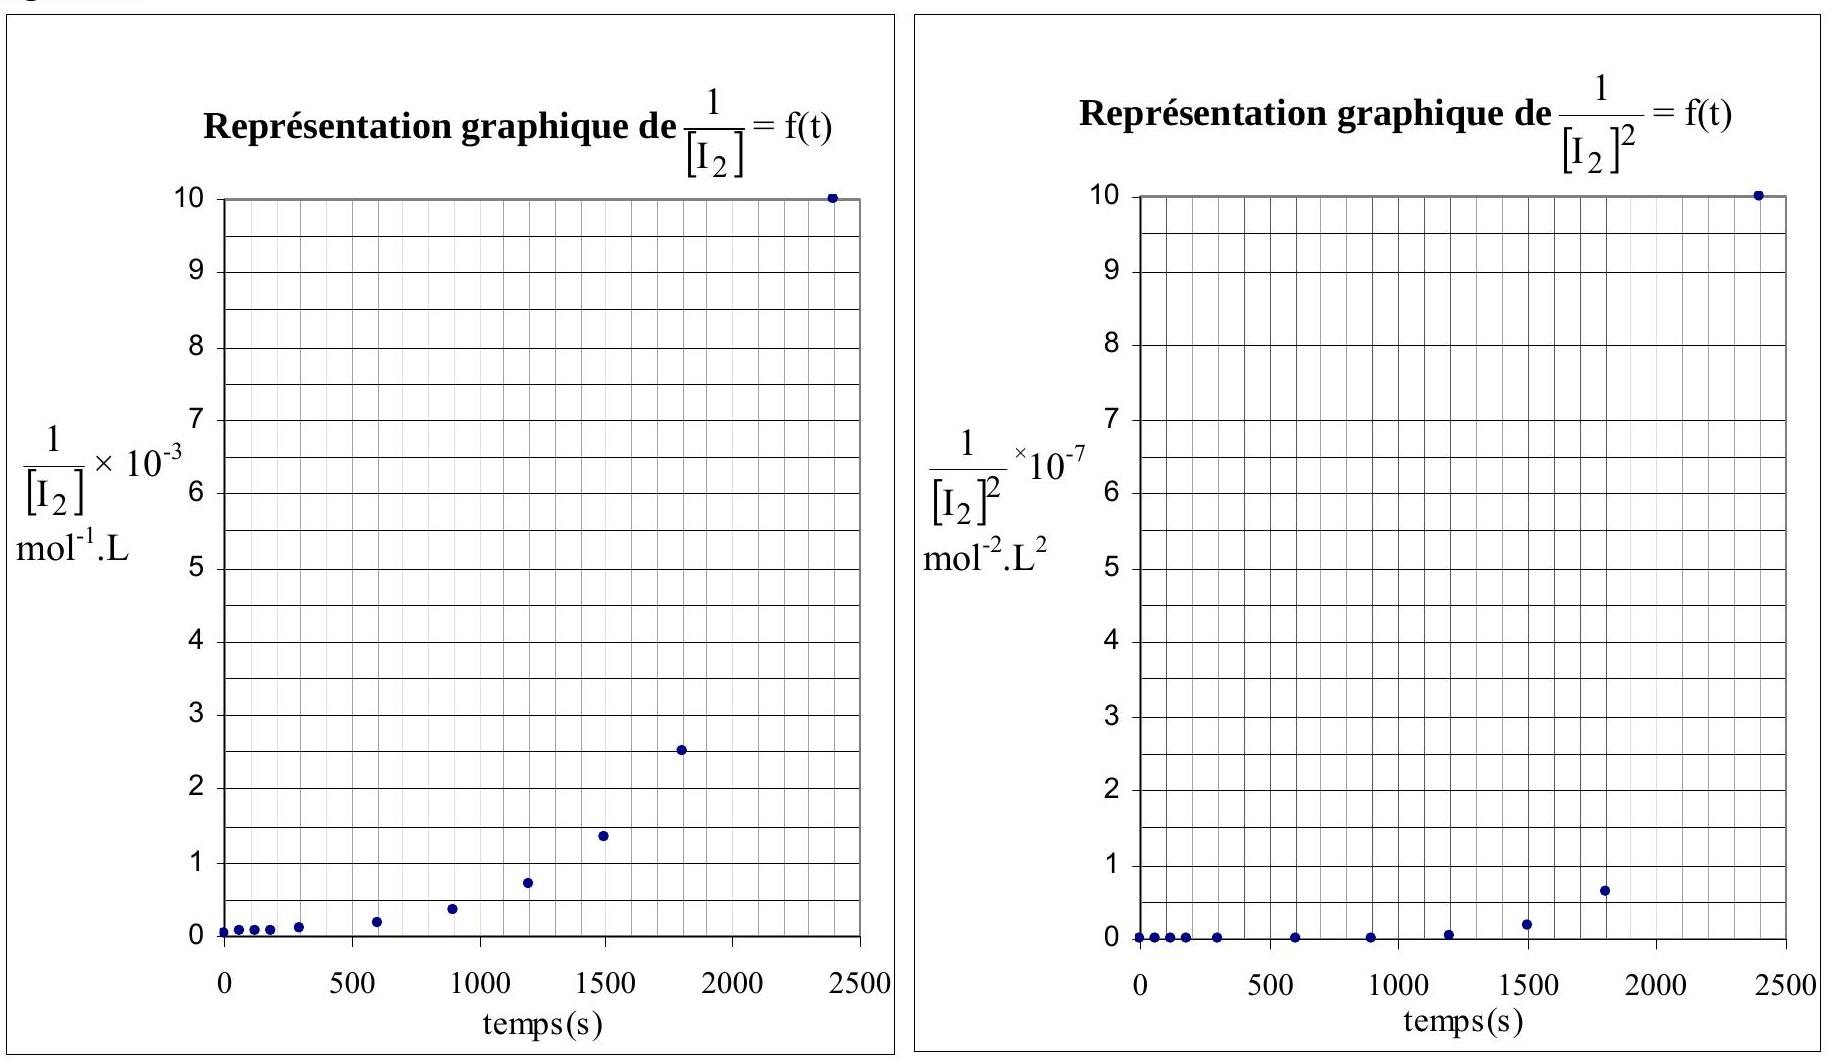 Représentation graphique de 1/[I₂] = f(t)
10
9
8
7
6
5
4
3
2
1
0
1/[I₂] × 10⁻³
mol⁻¹.L
0 500 1000 1500 2000 2500
temps(s)
Représentation graphique de 1/[I₂]² = f(t)
10
9
8
7
6
5
4
3
2
1
0
1/[I₂]² ×10⁻⁷
mol⁻².L²
0 500 1000 1500 2000 2500
temps(s)